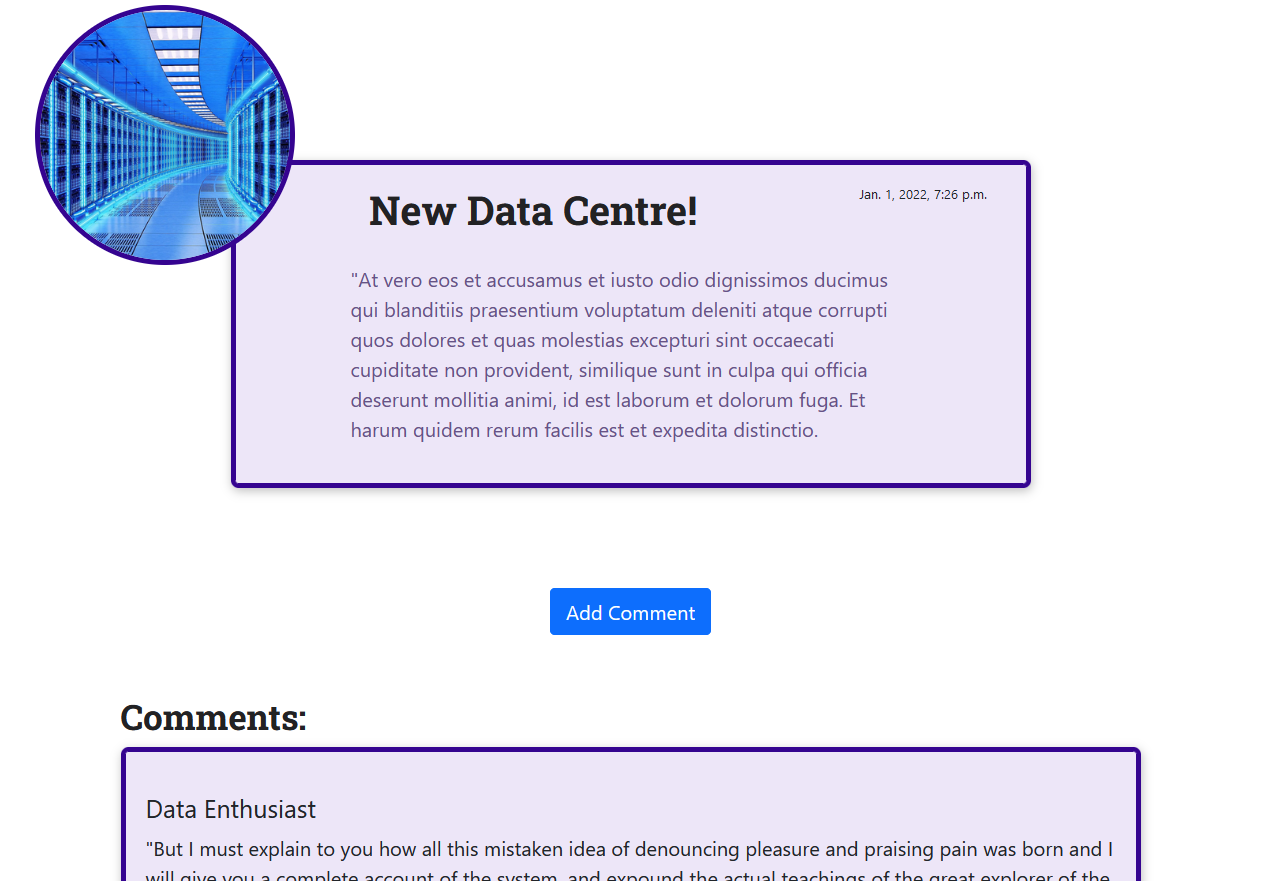 New Data Centre!
Jan. 1, 2022, 7:26 p.m.
"At vero eos et accusamus et iusto odio dignissimos ducimus
qui blanditiis praesentium voluptatum deleniti atque corrupti
quos dolores et quas molestias excepturi sint occaecati
cupiditate non provident, similique sunt in culpa qui officia
deserunt mollitia animi, id est laborum et dolorum fuga. Et
harum quidem rerum facilis est et expedita distinctio.
Add Comment
Comments:
Data Enthusiast
"But I must explain to you how all this mistaken idea of denouncing pleasure and praising pain was born and I
will give you a complete account of the system, and expound the actual teachings of the great explorer of the